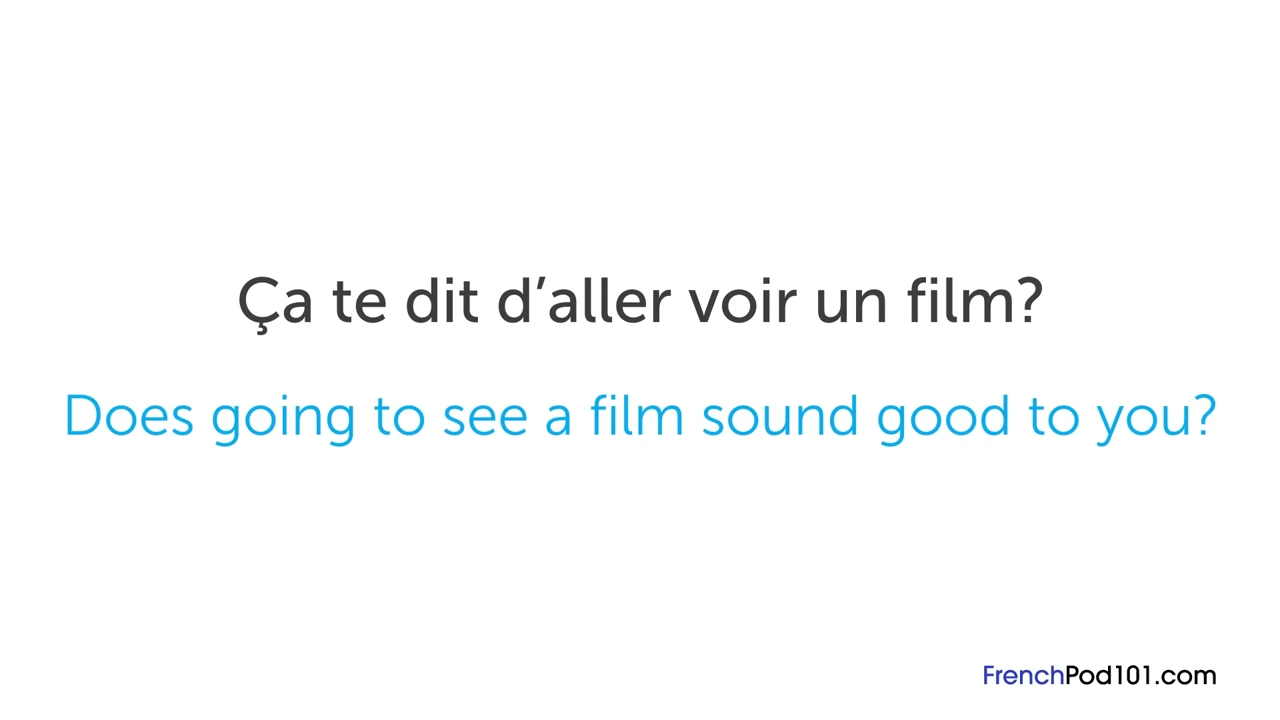 Ça te dit d’aller voir un film?
Does going to see a film sound good to you?
FrenchPod101.com